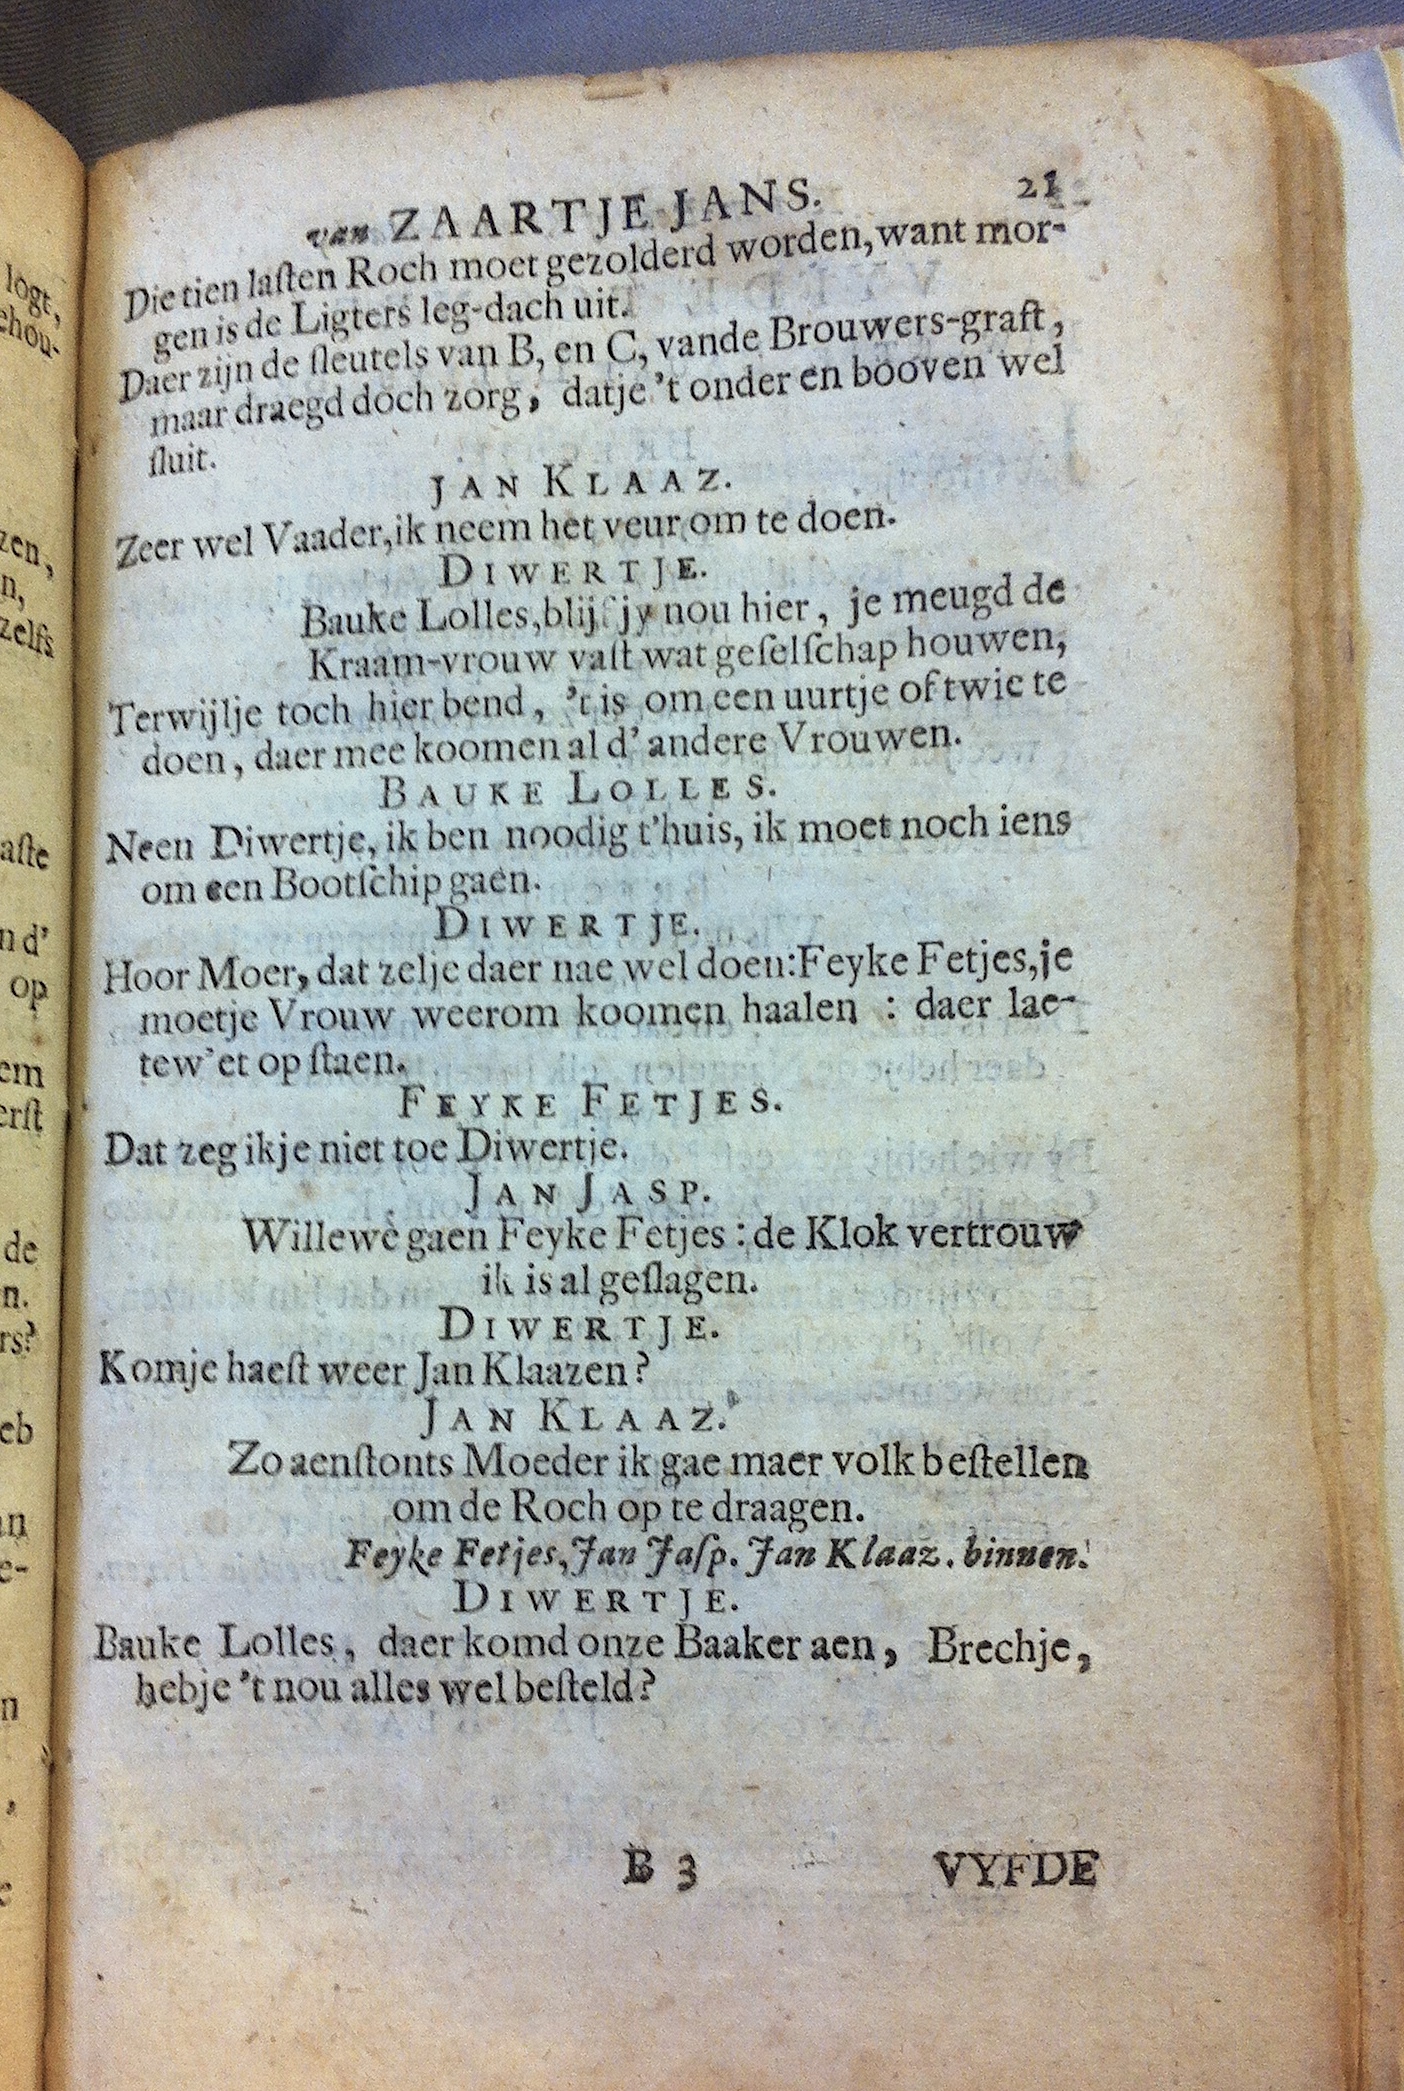 van ZAARTJE JANS. 21
Die tien laſten Roch moet gezolderd worden, want mor-
gen is de Ligters leg-dach uit.
Daer zijn de ſleutels van B, en C, vande Brouwers-graft,
maar draegd doch zorg, datje 't onder en booven wel
ſluit.
JAN KLAAZ.
Zeer wel Vaader, ik neem het veur om te doen.
DIWERTJE.
Bauke Lolles, blijf jy nou hier, je meugd de
Kraam-vrouw vaſt wat geſelſchap houwen,
Terwijlje toch hier bend, 't is om een uurtje of twie te
doen, daer mee koomen al d' andere Vrouwen.
BAUKE LOLLES.
Neen Diwertje, ik ben noodig t'huis, ik moet noch iens
om een Bootſchip gaen.
DIWERTJE.
Hoor Moer, dat zelje daer nae wel doen: Feyke Fetjes, je
moetje Vrouw weerom koomen haalen : daer lae-
tew'et op ſtaen.
FEYKE FETJES.
Dat zeg ikje niet toe Diwertje.
JAN JASP.
Willewe gaen Feyke Fetjes : de Klok vertrouw
ik is al geſlagen.
DIWERTJE.
Komje haeſt weer Jan Klaazen?
JAN KLAAZ.
Zo aenſtonts Moeder ik gae maer volk beſtellen
om de Roch op te draagen.
Feyke Fetjes, Jan Jaſp. Jan Klaaz. binnen.
DIWERTJE.
Bauke Lolles, daer komd onze Baaker aen, Brechje,
hebje 't nou alles wel beſteld?
B 3 VYFDE